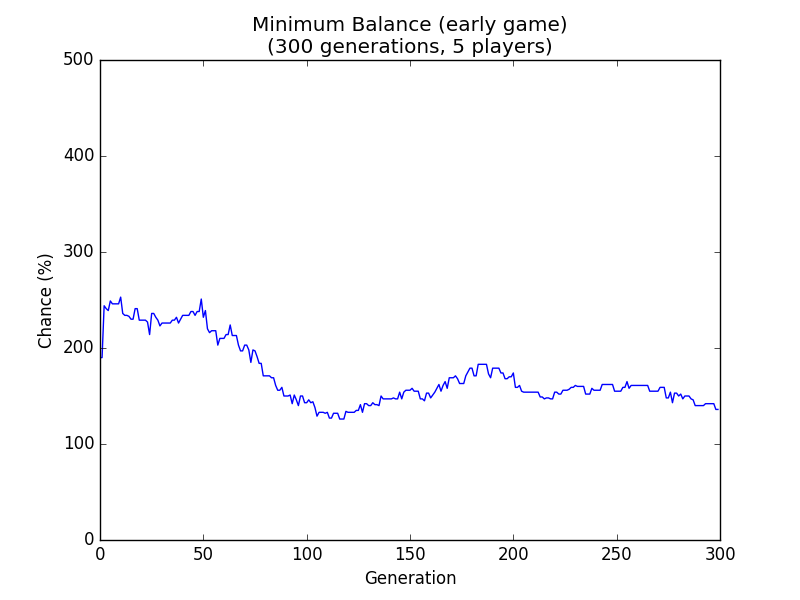 Minimum Balance (early game)
(300 generations, 5 players)
500
400
300
200
100
0
Chance (%)
0 50 100 150 200 250 300
Generation